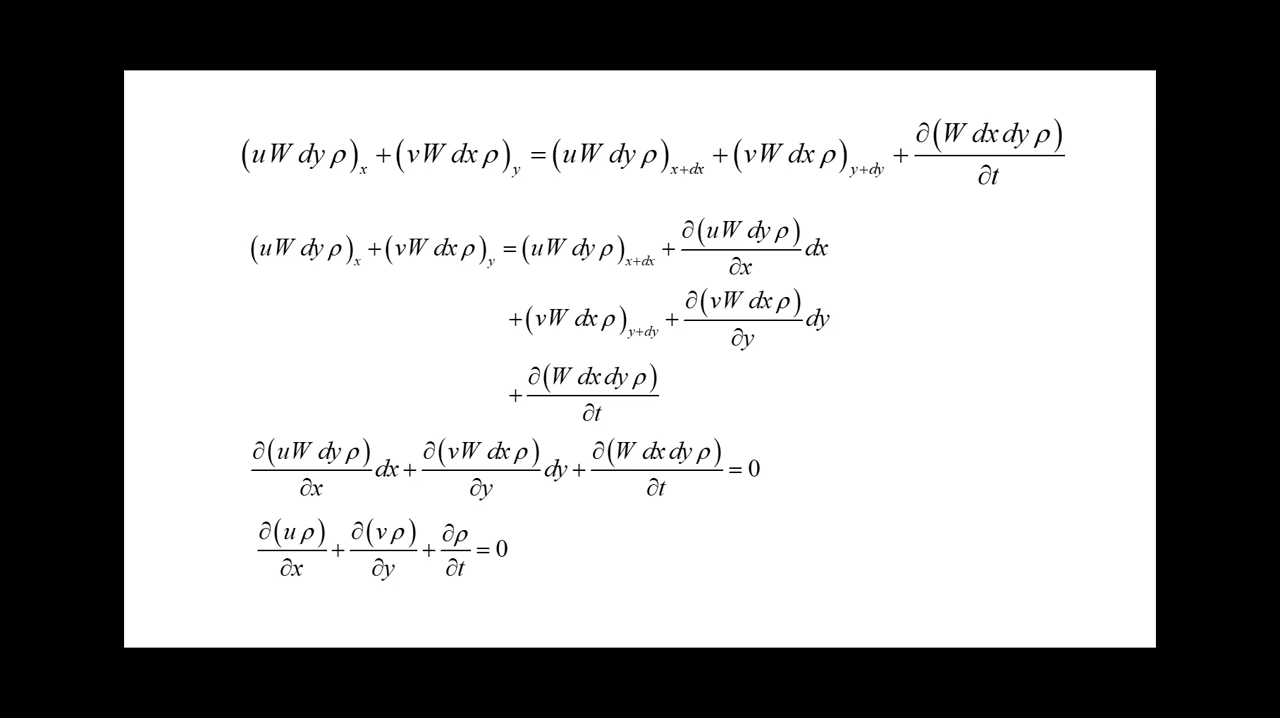 (uW dy ρ)_x + (vW dx ρ)_y = (uW dy ρ)_{x+dx} + (vW dx ρ)_{y+dy} + ∂(W dx dy ρ)/∂t
(uW dy ρ)_x + (vW dx ρ)_y = (uW dy ρ)_{x+dx} + ∂(uW dy ρ)/∂x dx
+ (vW dx ρ)_{y+dy} + ∂(vW dx ρ)/∂y dy
+ ∂(W dx dy ρ)/∂t
∂(uW dy ρ)/∂x dx + ∂(vW dx ρ)/∂y dy + ∂(W dx dy ρ)/∂t = 0
∂(u ρ)/∂x + ∂(v ρ)/∂y + ∂ρ/∂t = 0